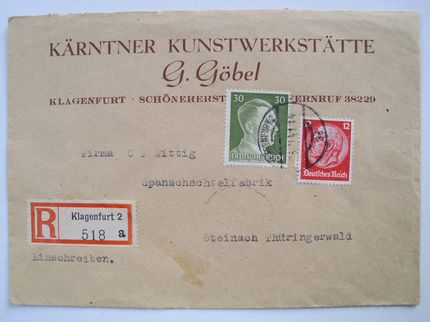 KÄRNTNER KUNSTWERKSTÄTTE
G. Göbel
KLAGENFURT · SCHÖNERERST ERNRUF 38229
30 30
Deutsches Reich
12
Deutsches Reich
Firma C F Wittig
Spanschachtelfabrik
R
Klagenfurt 2
518 a
Steinach Thüringerwald
Einschreiben.